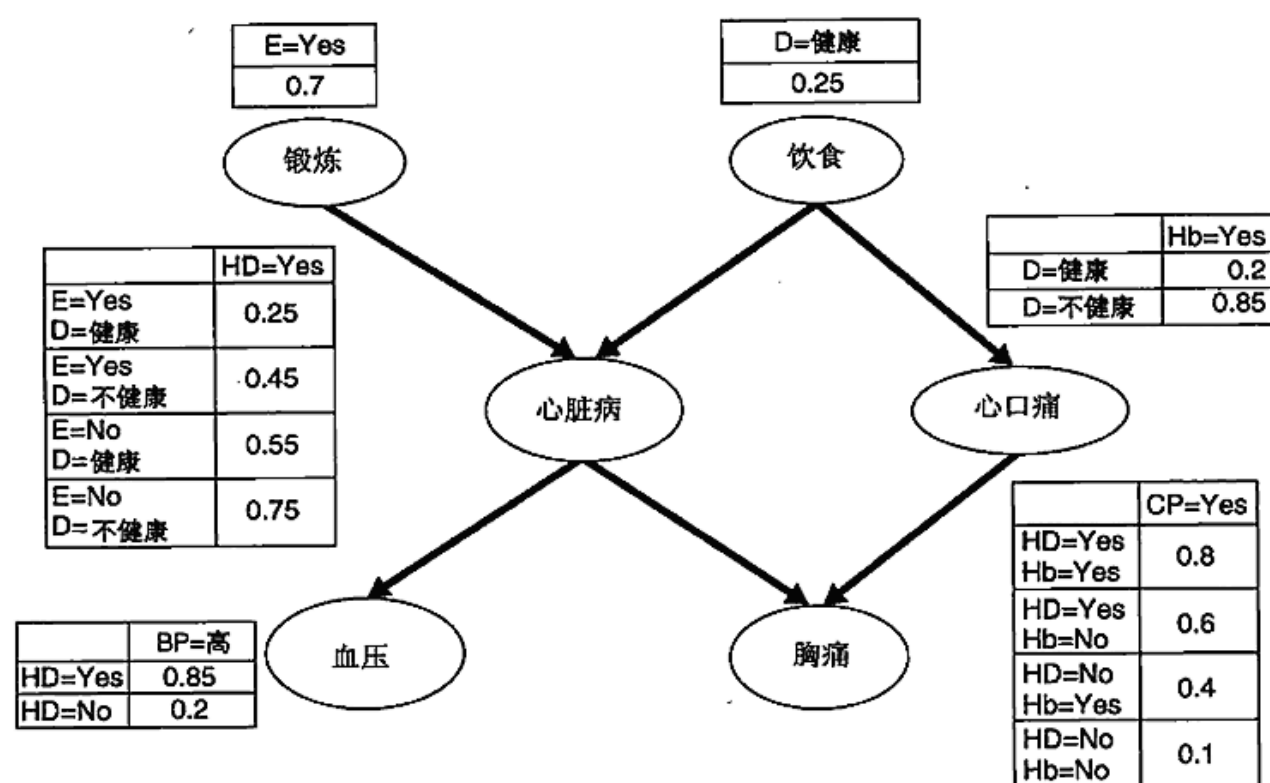 E=Yes
0.7
D=健康
0.25
锻炼
饮食
Hb=Yes
D=健康 0.2
D=不健康 0.85
HD=Yes
E=Yes
D=健康
0.25
E=Yes
D=不健康
0.45
E=No
D=健康
0.55
E=No
D=不健康
0.75
心脏病
心口痛
CP=Yes
HD=Yes
Hb=Yes
0.8
HD=Yes
Hb=No
0.6
HD=No
Hb=Yes
0.4
HD=No
Hb=No
0.1
BP=高
HD=Yes 0.85
HD=No 0.2
血压
胸痛